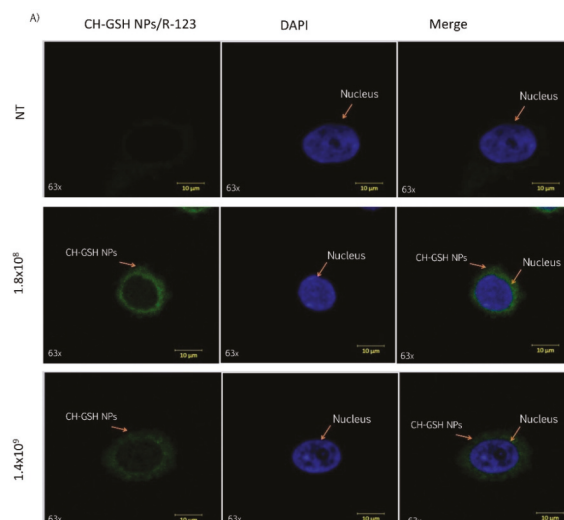 A)
CH-GSH NPs/R-123 DAPI Merge
NT
Nucleus
Nucleus
63x 10 µm
63x 10 µm
63x 10 µm
1.8x10⁸
CH-GSH NPs
Nucleus
CH-GSH NPs
Nucleus
63x 10 µm
63x 10 µm
63x 10 µm
1.4x10⁹
CH-GSH NPs
Nucleus
CH-GSH NPs
Nucleus
63x 10 µm
63x 10 µm
63x 10 µm